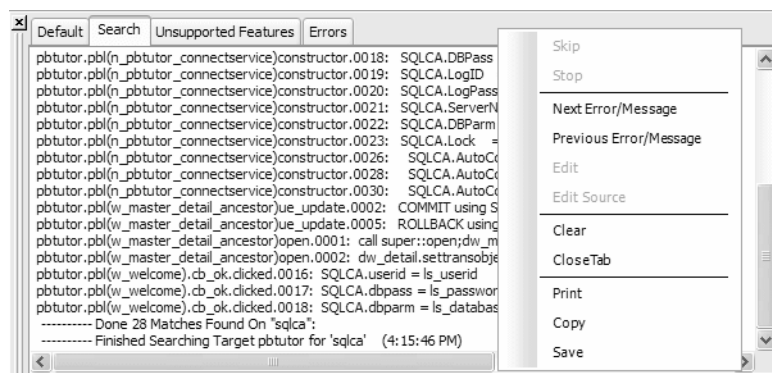 Default Search Unsupported Features Errors
pbtutor.pbl(n_pbtutor_connectservice)constructor.0018: SQLCA.DBPass
pbtutor.pbl(n_pbtutor_connectservice)constructor.0019: SQLCA.LogID
pbtutor.pbl(n_pbtutor_connectservice)constructor.0020: SQLCA.LogPass
pbtutor.pbl(n_pbtutor_connectservice)constructor.0021: SQLCA.ServerN
pbtutor.pbl(n_pbtutor_connectservice)constructor.0022: SQLCA.DBParm
pbtutor.pbl(n_pbtutor_connectservice)constructor.0023: SQLCA.Lock =
pbtutor.pbl(n_pbtutor_connectservice)constructor.0026: SQLCA.AutoCo
pbtutor.pbl(n_pbtutor_connectservice)constructor.0028: SQLCA.AutoCo
pbtutor.pbl(n_pbtutor_connectservice)constructor.0030: SQLCA.AutoCo
pbtutor.pbl(w_master_detail_ancestor)ue_update.0002: COMMIT using S
pbtutor.pbl(w_master_detail_ancestor)ue_update.0005: ROLLBACK using
pbtutor.pbl(w_master_detail_ancestor)open.0001: call super::open;dw_m
pbtutor.pbl(w_master_detail_ancestor)open.0002: dw_detail.settransobje
pbtutor.pbl(w_welcome).cb_ok.clicked.0016: SQLCA.userid = ls_userid
pbtutor.pbl(w_welcome).cb_ok.clicked.0017: SQLCA.dbpass = ls_passwor
pbtutor.pbl(w_welcome).cb_ok.clicked.0018: SQLCA.dbparm = ls_databas
---------- Done 28 Matches Found On "sqlca":
---------- Finished Searching Target pbtutor for 'sqlca' (4:15:46 PM)
Skip
Stop
Next Error/Message
Previous Error/Message
Edit
Edit Source
Clear
CloseTab
Print
Copy
Save